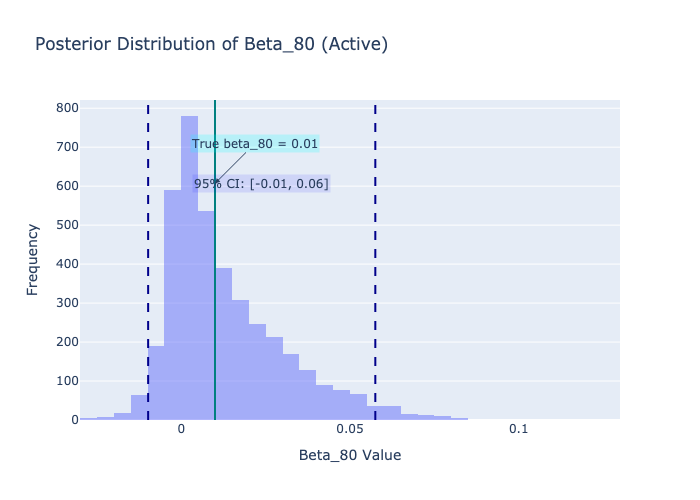 Posterior Distribution of Beta_80 (Active)
800
700
600
500
400
300
200
100
0
Frequency
True beta_80 = 0.01
95% CI: [-0.01, 0.06]
0
0.05
0.1
Beta_80 Value